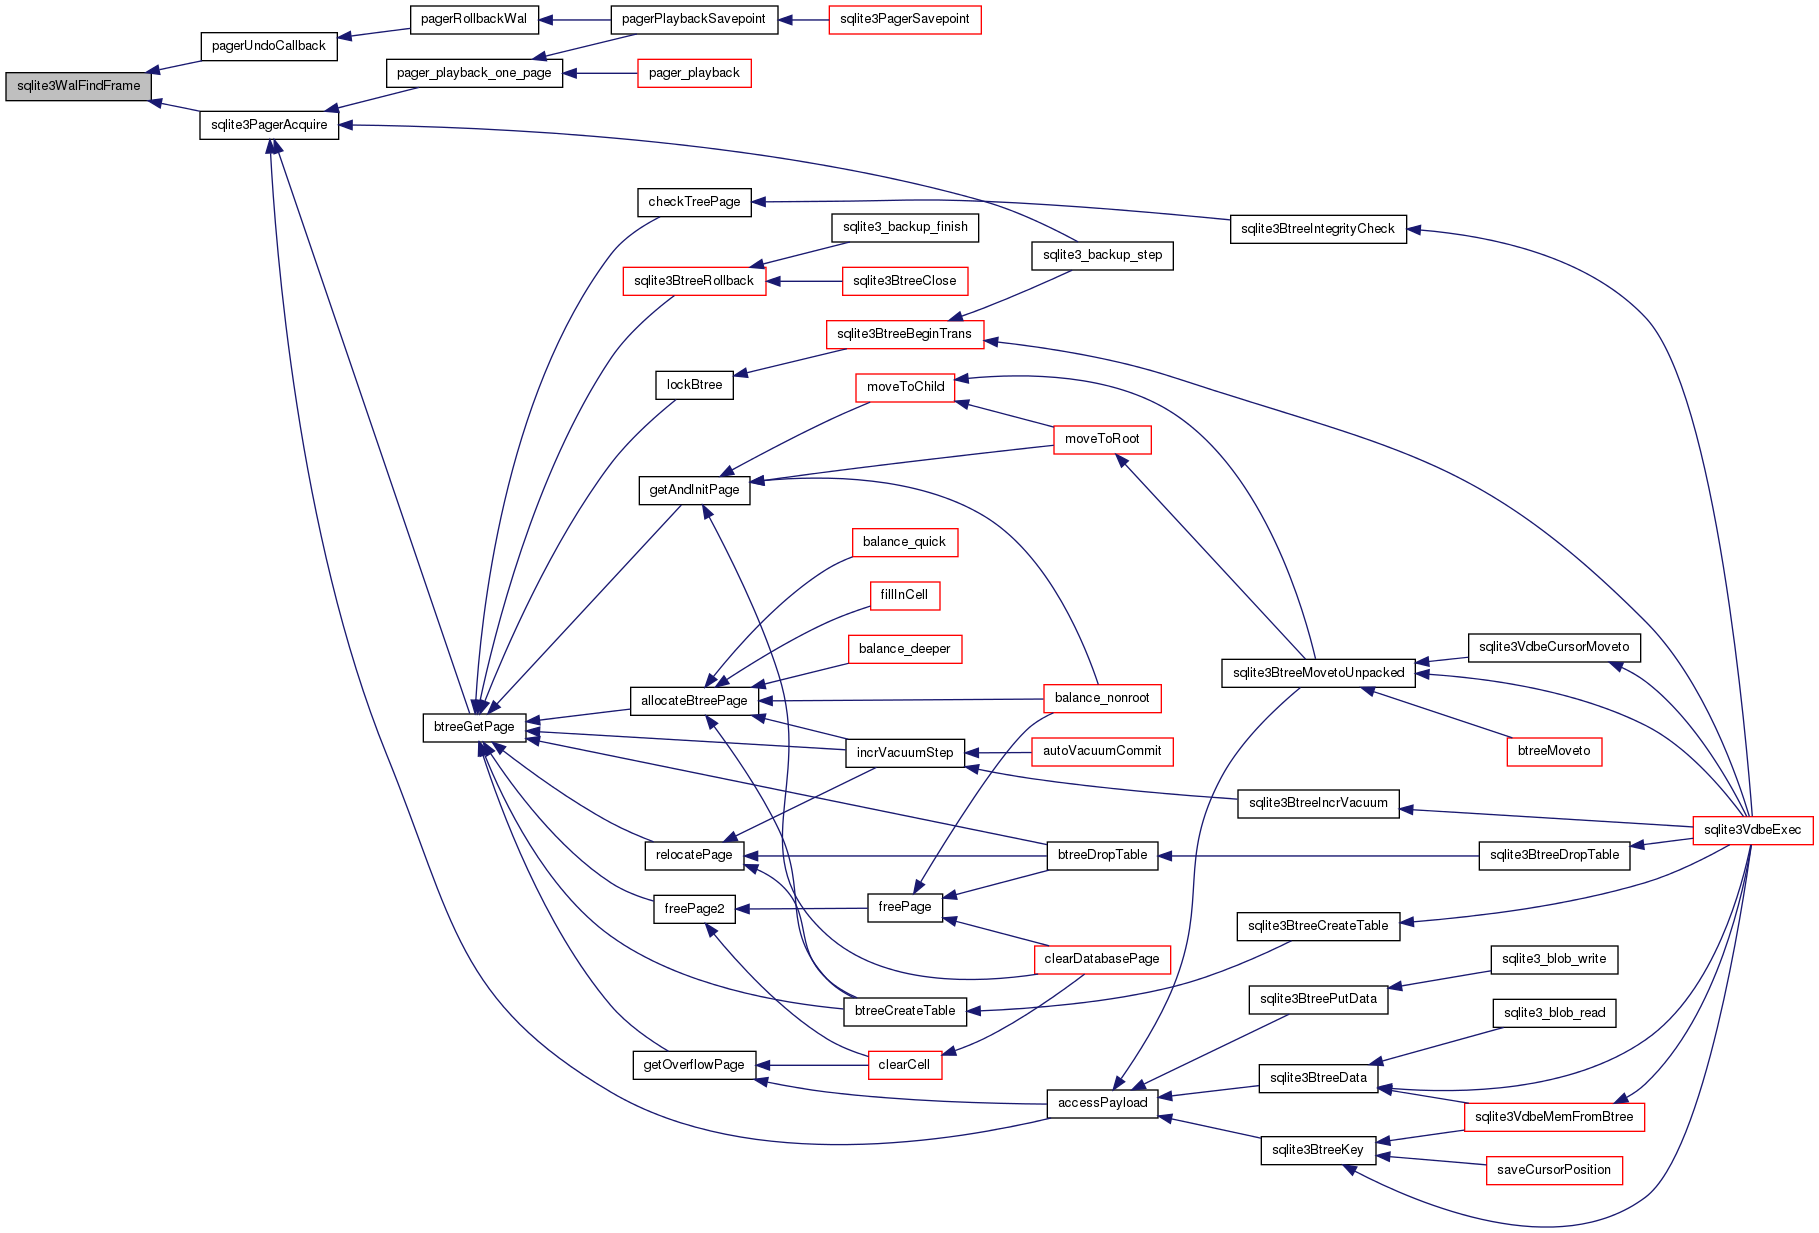 sqlite3WalFindFrame
pagerUndoCallback
sqlite3PagerAcquire
pagerRollbackWal
pager_playback_one_page
pagerPlaybackSavepoint
pager_playback
sqlite3PagerSavepoint
btreeGetPage
checkTreePage
sqlite3BtreeRollback
lockBtree
getAndInitPage
allocateBtreePage
relocatePage
freePage2
getOverflowPage
sqlite3_backup_finish
sqlite3BtreeClose
sqlite3BtreeBeginTrans
moveToChild
balance_quick
fillInCell
balance_deeper
incrVacuumStep
freePage
btreeCreateTable
clearCell
sqlite3_backup_step
moveToRoot
balance_nonroot
autoVacuumCommit
btreeDropTable
clearDatabasePage
accessPayload
sqlite3BtreeIntegrityCheck
sqlite3BtreeMovetoUnpacked
sqlite3BtreeIncrVacuum
sqlite3BtreeCreateTable
sqlite3BtreePutData
sqlite3BtreeData
sqlite3BtreeKey
sqlite3VdbeCursorMoveto
btreeMoveto
sqlite3BtreeDropTable
sqlite3_blob_write
sqlite3_blob_read
sqlite3VdbeMemFromBtree
saveCursorPosition
sqlite3VdbeExec